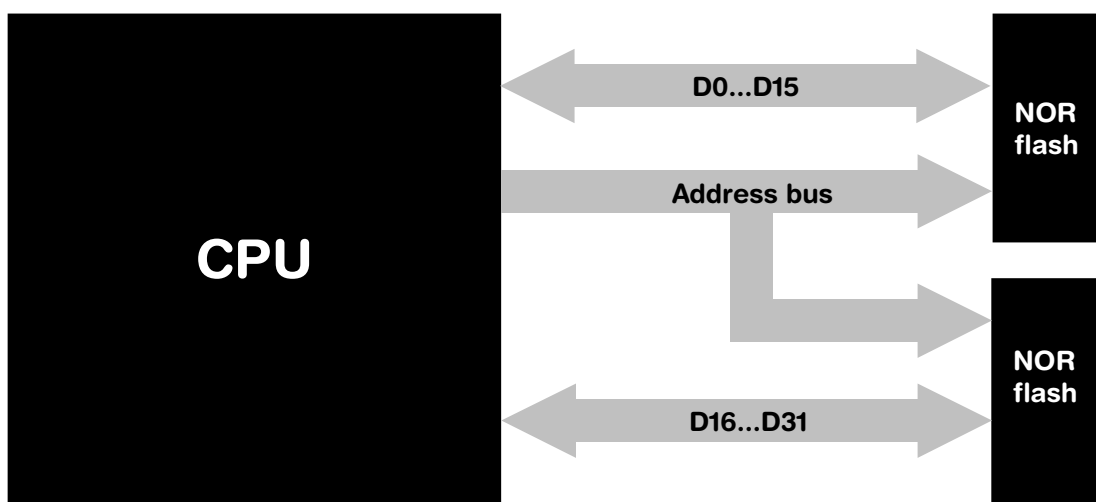 D0...D15
NOR
flash
Address bus
CPU
NOR
flash
D16...D31